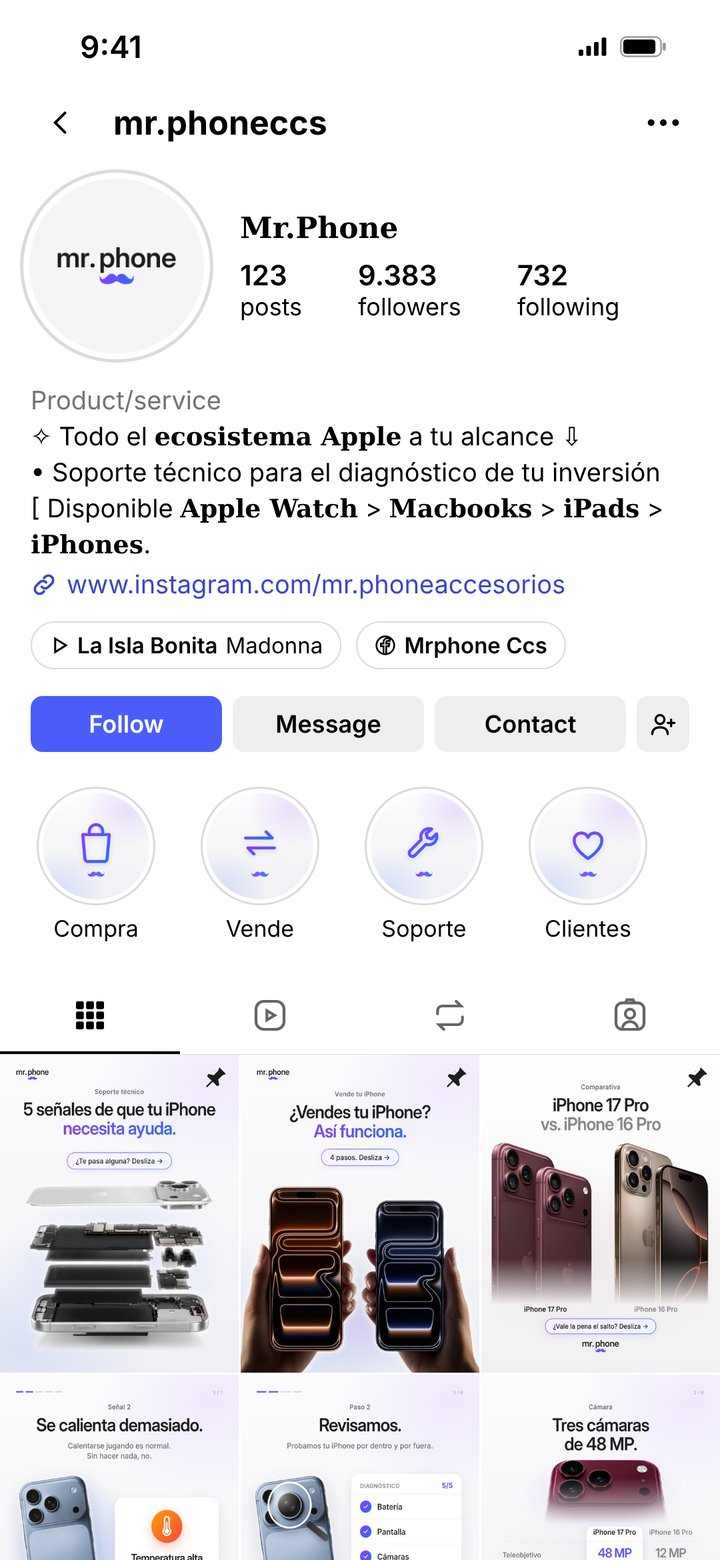 9:41
mr.phoneccs
mr. phone
Mr.Phone
123 9.383 732
posts followers following
Product/service
✧ Todo el ecosistema Apple a tu alcance ⇩
• Soporte técnico para el diagnóstico de tu inversión
[ Disponible Apple Watch > Macbooks > iPads >
iPhones.
www.instagram.com/mr.phoneaccesorios
La Isla Bonita Madonna
Mrphone Ccs
Follow
Message
Contact
Compra
Vende
Soporte
Clientes
mr.phone
Soporte técnico
5 señales de que tu iPhone
necesita ayuda.
¿Te pasa alguna? Desliza →
mr.phone
Vende tu iPhone
¿Vendes tu iPhone?
Así funciona.
4 pasos. Desliza →
Comparativa
iPhone 17 Pro
vs. iPhone 16 Pro
iPhone 17 Pro
iPhone 16 Pro
¿Vale la pena el salto? Desliza →
mr.phone
Señal 2
Se calienta demasiado.
Calentarse jugando es normal.
Sin hacer nada, no.
Temperatura alta
Paso 2
Revisamos.
Probamos tu iPhone por dentro y por fuera.
DIAGNÓSTICO 5/5
Batería
Pantalla
Cámaras
Cámara
Tres cámaras
de 48 MP.
iPhone 17 Pro iPhone 16 Pro
Teleobjetivo 48 MP 12 MP